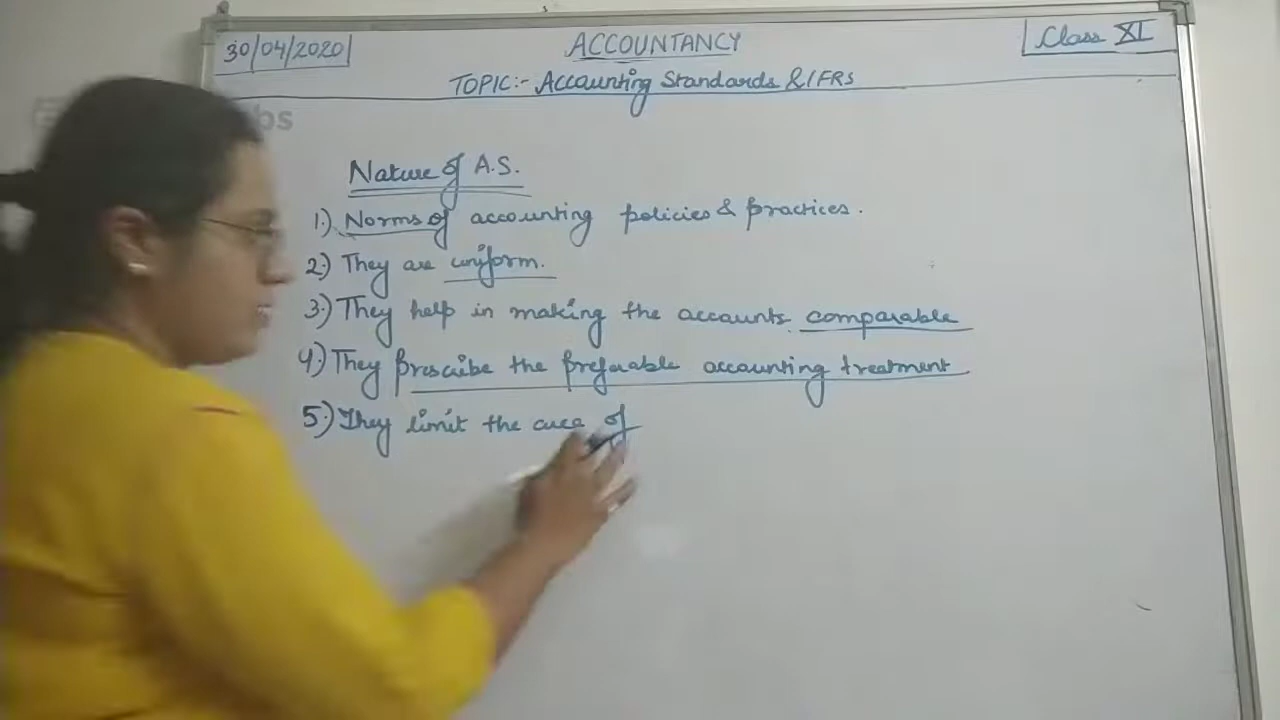 30/04/2020
ACCOUNTANCY
Class XI
TOPIC:- Accounting Standards & IFRS
Nature of A.S.
1.) Norms of accounting policies & practices.
2.) They are uniform.
3.) They help in making the accounts comparable
4.) They prescribe the preferable accounting treatment
5.) They limit the area of